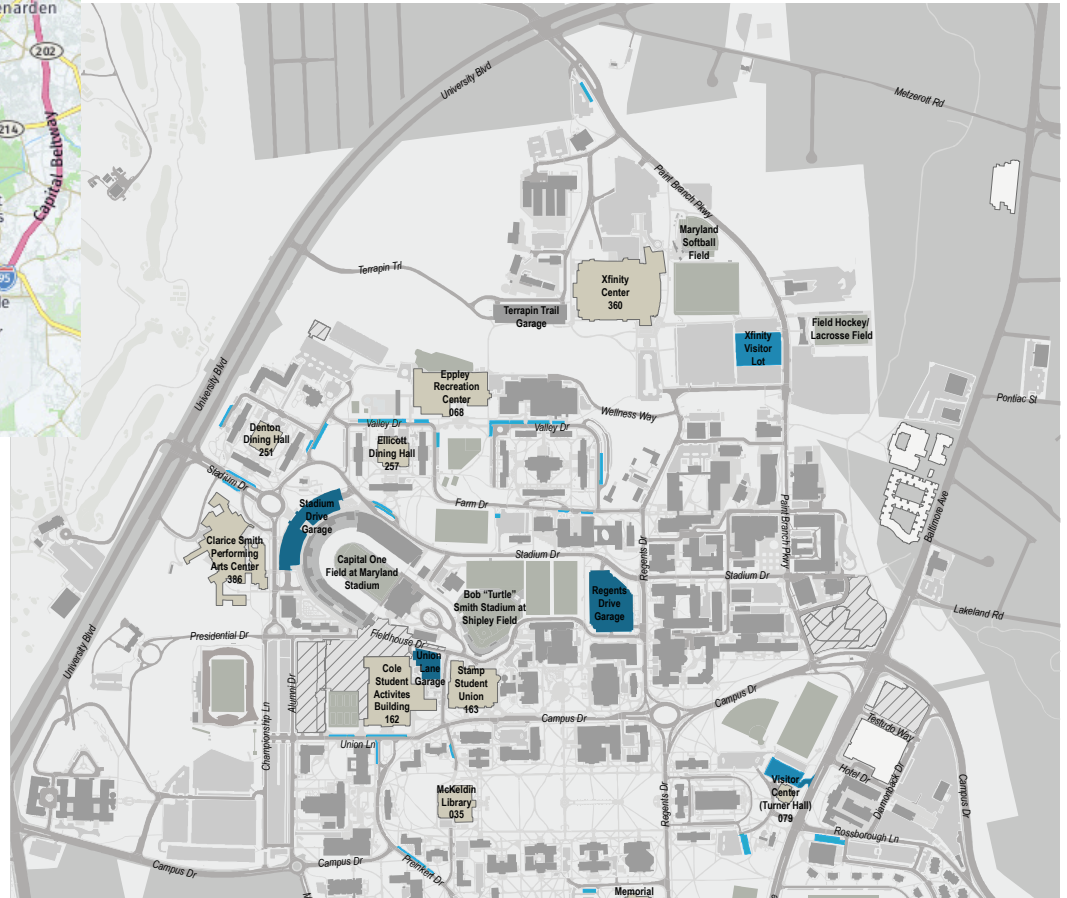 enarden
202
214
Capital Beltway
95
University Blvd
Metzerott Rd
Paint Branch Pkwy
Maryland
Softball
Field
Terrapin Trl
Xfinity
Center
360
Terrapin Trail
Garage
Field Hockey/
Lacrosse Field
Xfinity
Visitor
Lot
University Blvd
Eppley
Recreation
Center
068
Pontiac St
Wellness Way
Valley Dr
Valley Dr
Denton
Dining Hall
251
Ellicott
Dining Hall
257
Stadium Dr
Stadium
Drive
Garage
Farm Dr
Paint Branch Pkwy
Baltimore Ave
Clarice Smith
Performing
Arts Center
386
Capital One
Field at Maryland
Stadium
Stadium Dr
Regents Dr
Stadium Dr
Bob “Turtle”
Smith Stadium at
Shipley Field
Regents
Drive
Garage
Lakeland Rd
Presidential Dr
Fieldhouse Dr
University Blvd
Union
Lane
Garage
Cole
Student
Activites
Building
162
Stamp
Student
Union
163
Alumni Dr
Championship Ln
Campus Dr
Campus Dr
Testudo Way
Union Ln
Hotel Dr
Diamondback Dr
Campus Dr
Visitor
Center
(Turner Hall)
079
McKeldin
Library
035
Regents Dr
Rossborough Ln
Campus Dr
Campus Dr
Preinkert Dr
Memorial